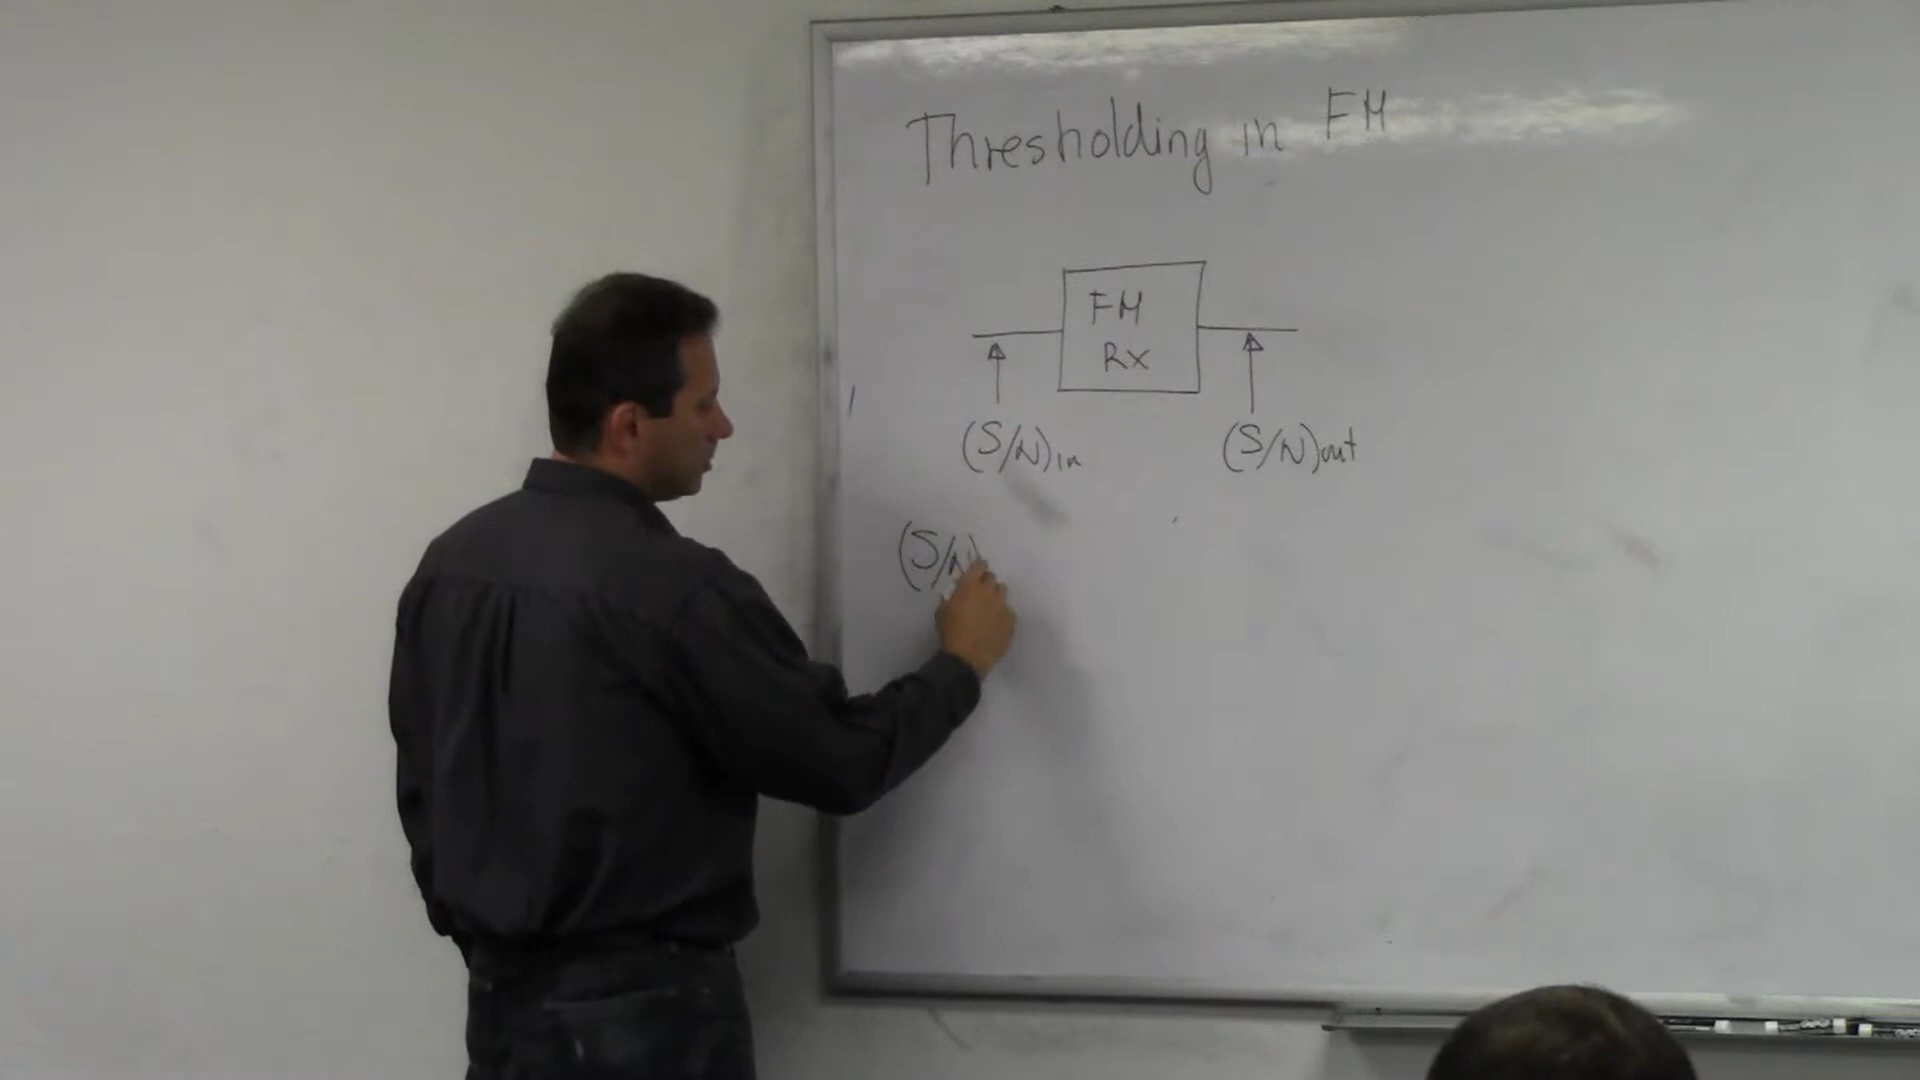 Thresholding in FM
FM
RX
(S/N)in (S/N)out
(S/N)